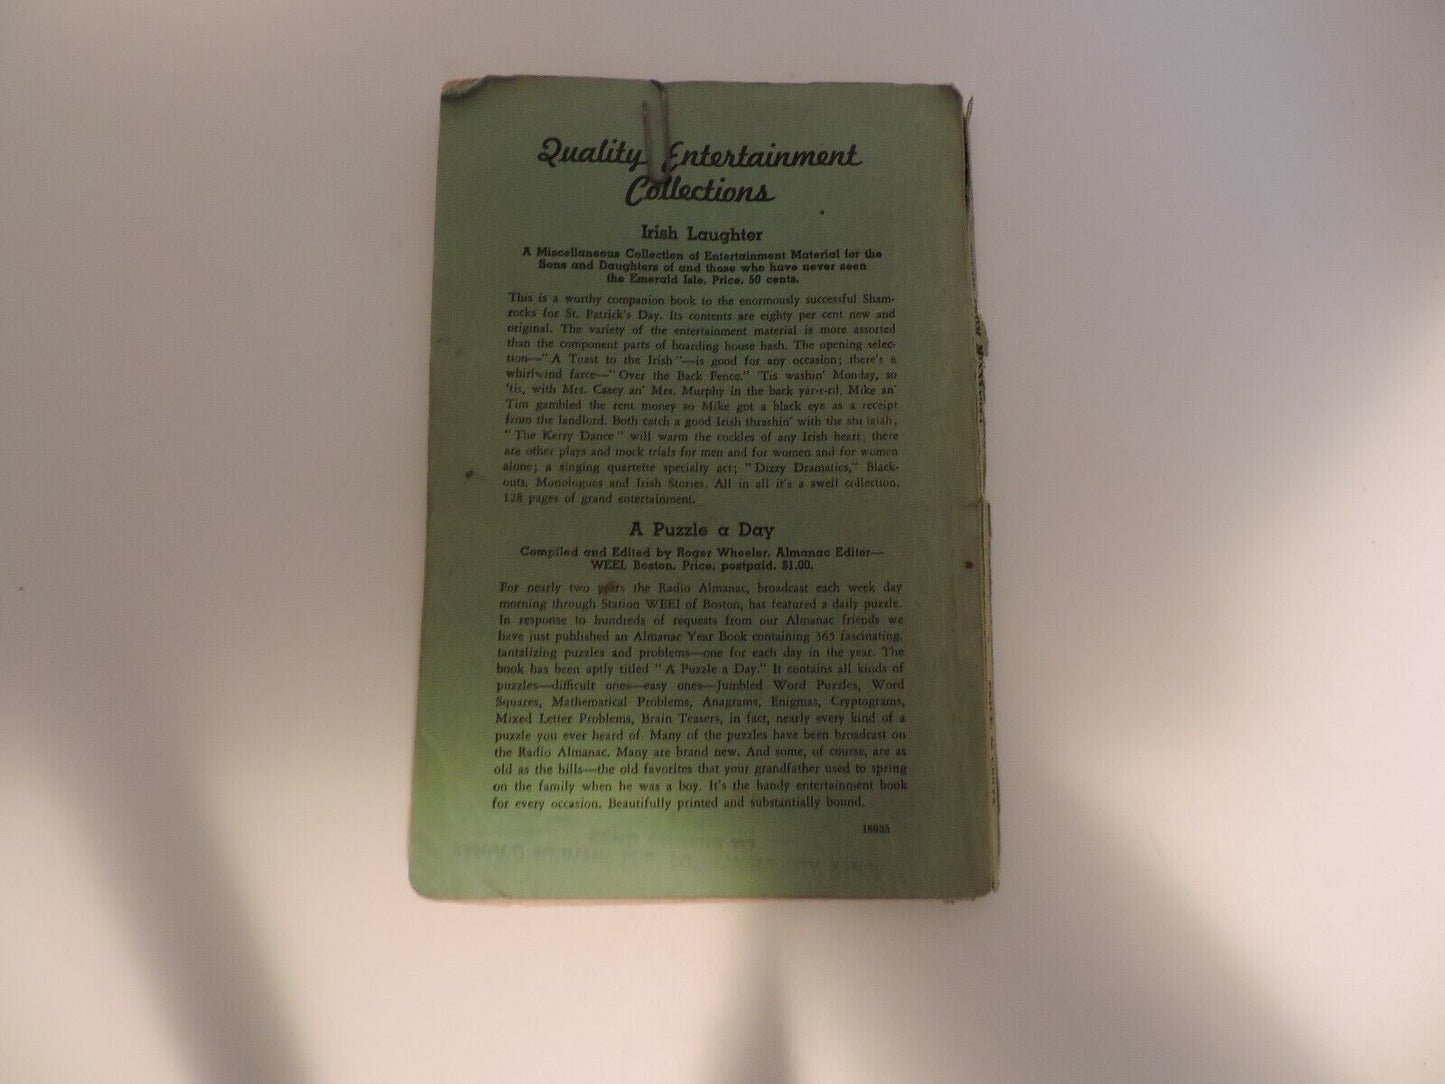 Quality Entertainment
Collections
Irish Laughter
A Miscellaneous Collection of Entertainment Material for the
Sons and Daughters of and those who have never seen
the Emerald Isle. Price, 50 cents.
This is a worthy companion book to the enormously successful Sham-
rocks for St. Patrick's Day. Its contents are eighty per cent new and
original. The variety of the entertainment material is more assorted
than the component parts of boarding house hash. The opening selec-
tion—"A Toast to the Irish"—is good for any occasion; there's a
whirlwind farce—"Over the Back Fence." 'Tis washin' Monday, so
'tis, with Mrs. Casey an' Mrs. Murphy in the back yar-r-rd. Mike an'
Tim gambled the rent money so Mike got a black eye as a receipt
from the landlord. Both catch a good Irish thrashin' with the
"The Kerry Dance" will warm the cockles of any Irish heart; there
are other plays and mock trials for men and for women and for women
alone; a singing quartette specialty act; "Dizzy Dramatics," Black-
outs, Monologues and Irish Stories. All in all it's a swell collection.
128 pages of grand entertainment.
A Puzzle a Day
Compiled and Edited by Roger Wheeler, Almanac Editor—
WEEI, Boston. Price, postpaid, $1.00.
For nearly two years the Radio Almanac, broadcast each week day
morning through Station WEEI of Boston, has featured a daily puzzle.
In response to hundreds of requests from our Almanac friends we
have just published an Almanac Year Book containing 365 fascinating,
tantalizing puzzles and problems—one for each day in the year. The
book has been aptly titled "A Puzzle a Day." It contains all kinds of
puzzles—difficult ones—easy ones—Jumbled Word Puzzles, Word
Squares, Mathematical Problems, Anagrams, Enigmas, Cryptograms,
Mixed Letter Problems, Brain Teasers, in fact, nearly every kind of a
puzzle you ever heard of. Many of the puzzles have been broadcast on
the Radio Almanac. Many are brand new. And some, of course, are as
old as the hills—the old favorites that your grandfather used to spring
on the family when he was a boy. It's the handy entertainment book
for every occasion. Beautifully printed and substantially bound.
18935